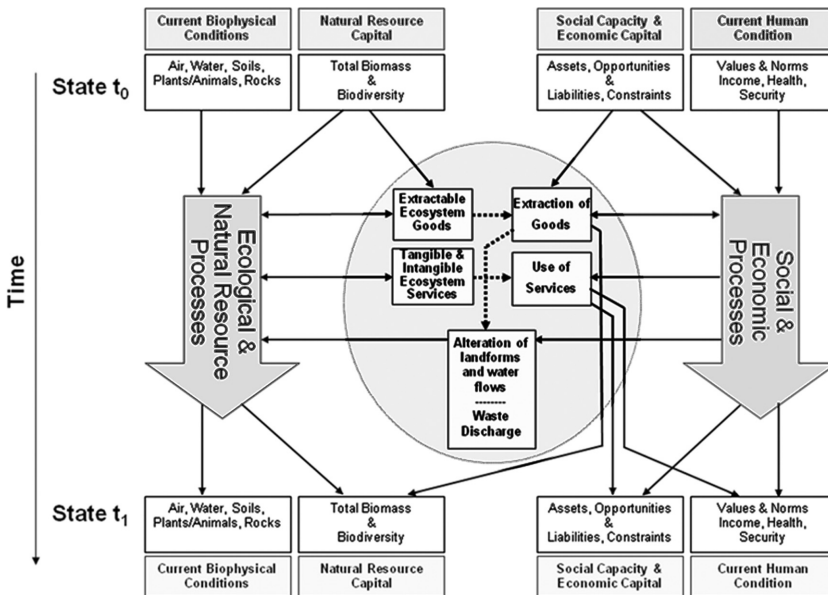 Current Biophysical
Conditions
Natural Resource
Capital
Social Capacity &
Economic Capital
Current Human
Condition
State t0
Air, Water, Soils,
Plants/Animals, Rocks
Total Biomass
&
Biodiversity
Assets, Opportunities
&
Liabilities, Constraints
Values & Norms
Income, Health,
Security
Time
Ecological &
Natural Resource
Processes
Extractable
Ecosystem
Goods
Extraction of
Goods
Tangible &
Intangible
Ecosystem
Services
Use of
Services
Alteration of
landforms
and water
flows
--------
Waste
Discharge
Social &
Economic
Processes
State t1
Air, Water, Soils,
Plants/Animals, Rocks
Total Biomass
&
Biodiversity
Assets, Opportunities
&
Liabilities, Constraints
Values & Norms
Income, Health,
Security
Current Biophysical
Conditions
Natural Resource
Capital
Social Capacity
& Economic Capital
Current Human
Condition